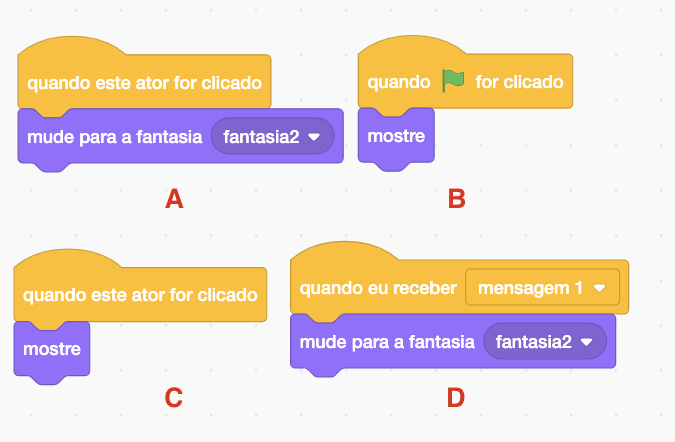 quando este ator for clicado
mude para a fantasia fantasia2
A
quando for clicado
mostre
B
quando este ator for clicado
mostre
C
quando eu receber mensagem 1
mude para a fantasia fantasia2
D